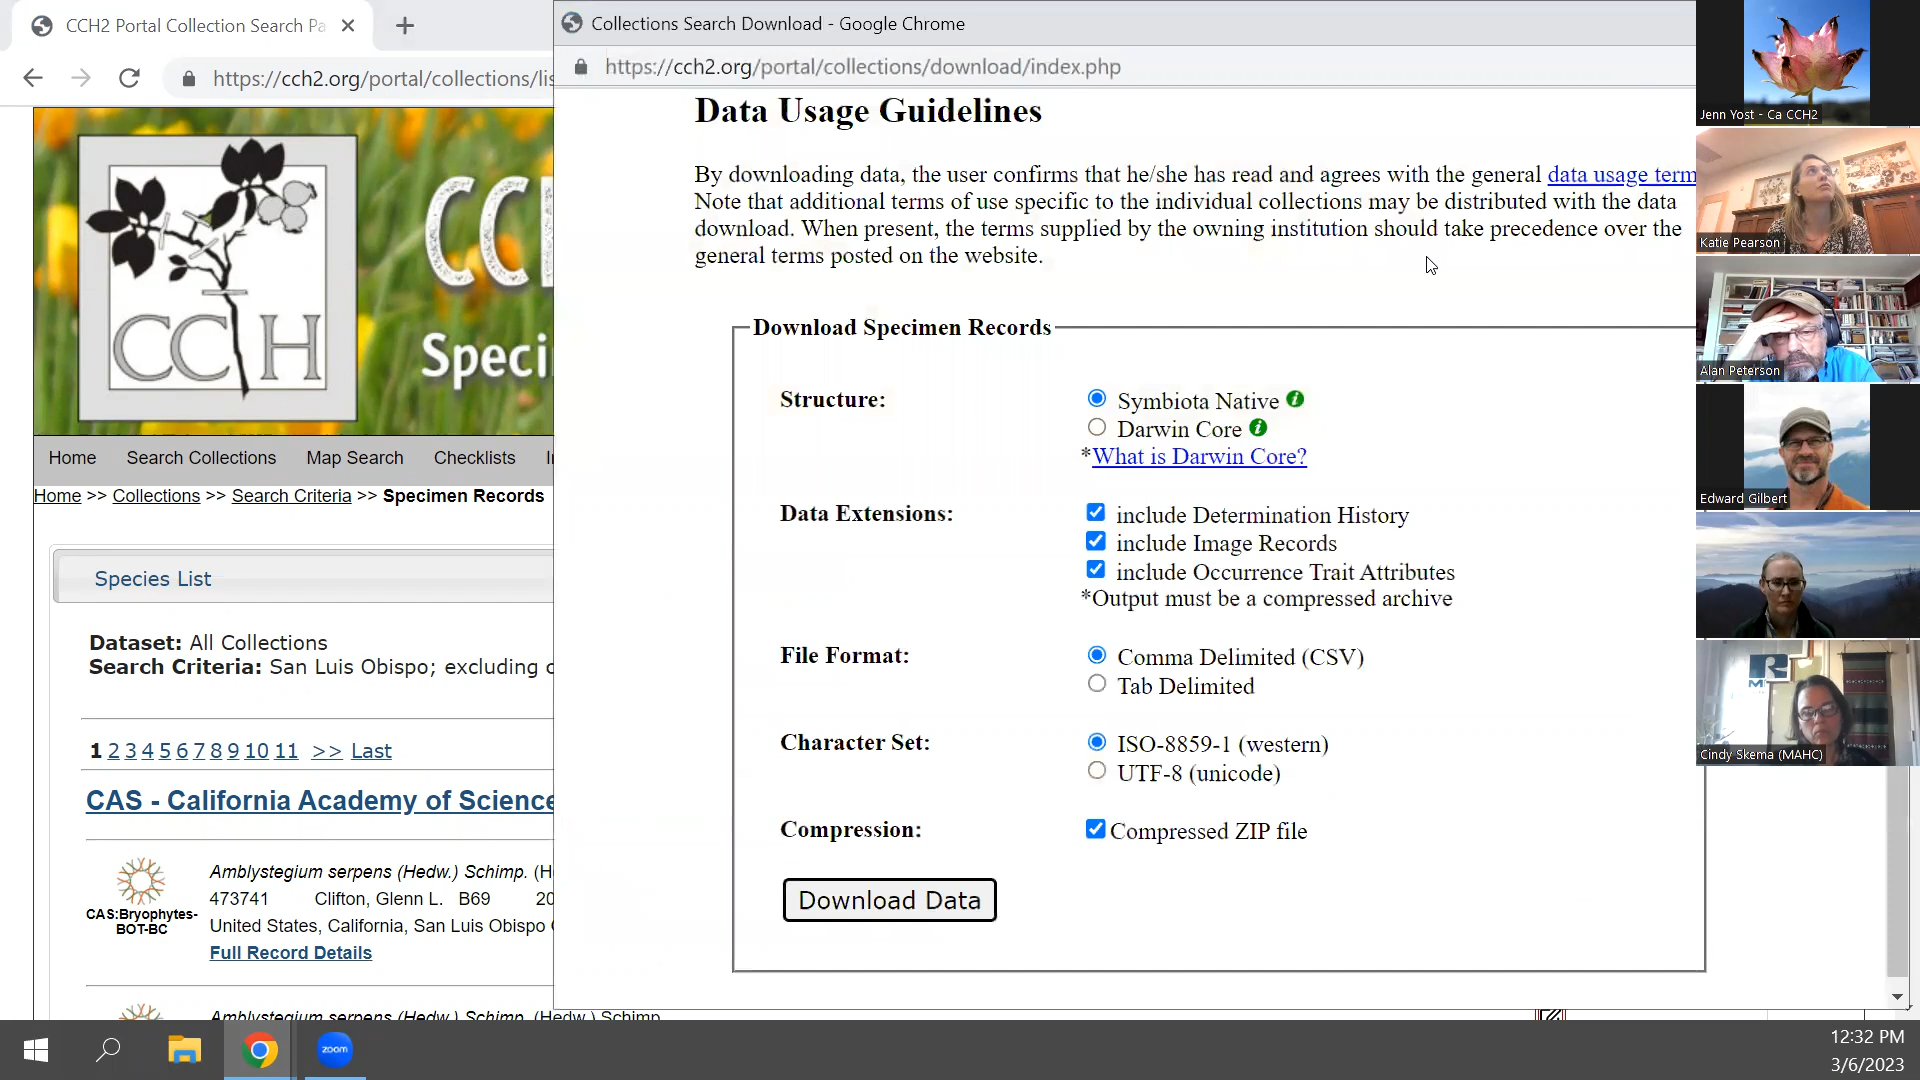 CCH2 Portal Collection Search Pa
https://cch2.org/portal/collections/lis
CCH
CCH
Speci
Home Search Collections Map Search Checklists I
Home >> Collections >> Search Criteria >> Specimen Records
Species List
Dataset: All Collections
Search Criteria: San Luis Obispo; excluding c
1 2 3 4 5 6 7 8 9 10 11 >> Last
CAS - California Academy of Science
Amblystegium serpens (Hedw.) Schimp. (H
473741 Clifton, Glenn L. B69 20
United States, California, San Luis Obispo
Full Record Details
CAS:Bryophytes-
BOT-BC
Amblystegium serpens (Hedw.) Schimp. (Hedw.) Schimp.
Collections Search Download - Google Chrome
https://cch2.org/portal/collections/download/index.php
Data Usage Guidelines
By downloading data, the user confirms that he/she has read and agrees with the general data usage term
Note that additional terms of use specific to the individual collections may be distributed with the data
download. When present, the terms supplied by the owning institution should take precedence over the
general terms posted on the website.
Download Specimen Records
Structure:
Symbiota Native
Darwin Core
*What is Darwin Core?
Data Extensions:
include Determination History
include Image Records
include Occurrence Trait Attributes
*Output must be a compressed archive
File Format:
Comma Delimited (CSV)
Tab Delimited
Character Set:
ISO-8859-1 (western)
UTF-8 (unicode)
Compression:
Compressed ZIP file
Download Data
Jenn Yost - Ca CCH2
Katie Pearson
Alan Peterson
Edward Gilbert
Cindy Skema (MAHC)
zoom
12:32 PM
3/6/2023